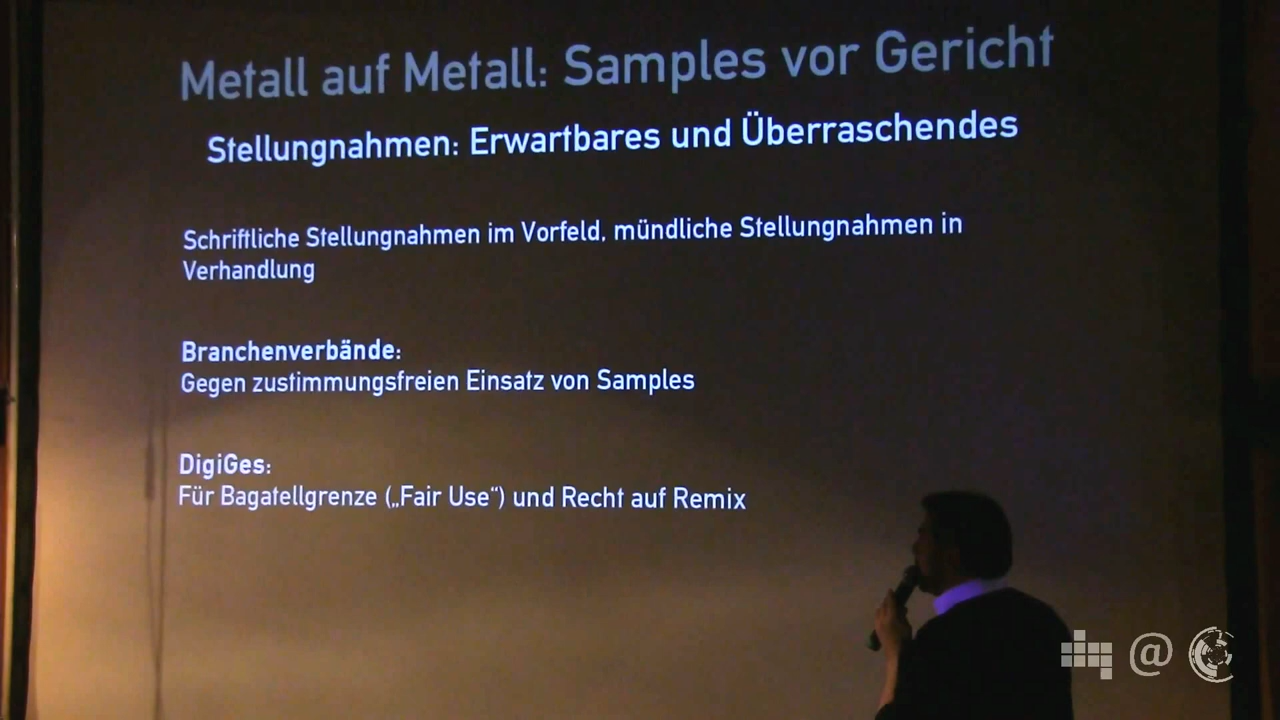 Metall auf Metall: Samples vor Gericht
Stellungnahmen: Erwartbares und Überraschendes
Schriftliche Stellungnahmen im Vorfeld, mündliche Stellungnahmen in
Verhandlung
Branchenverbände:
Gegen zustimmungsfreien Einsatz von Samples
DigiGes:
Für Bagatellgrenze („Fair Use“) und Recht auf Remix
@